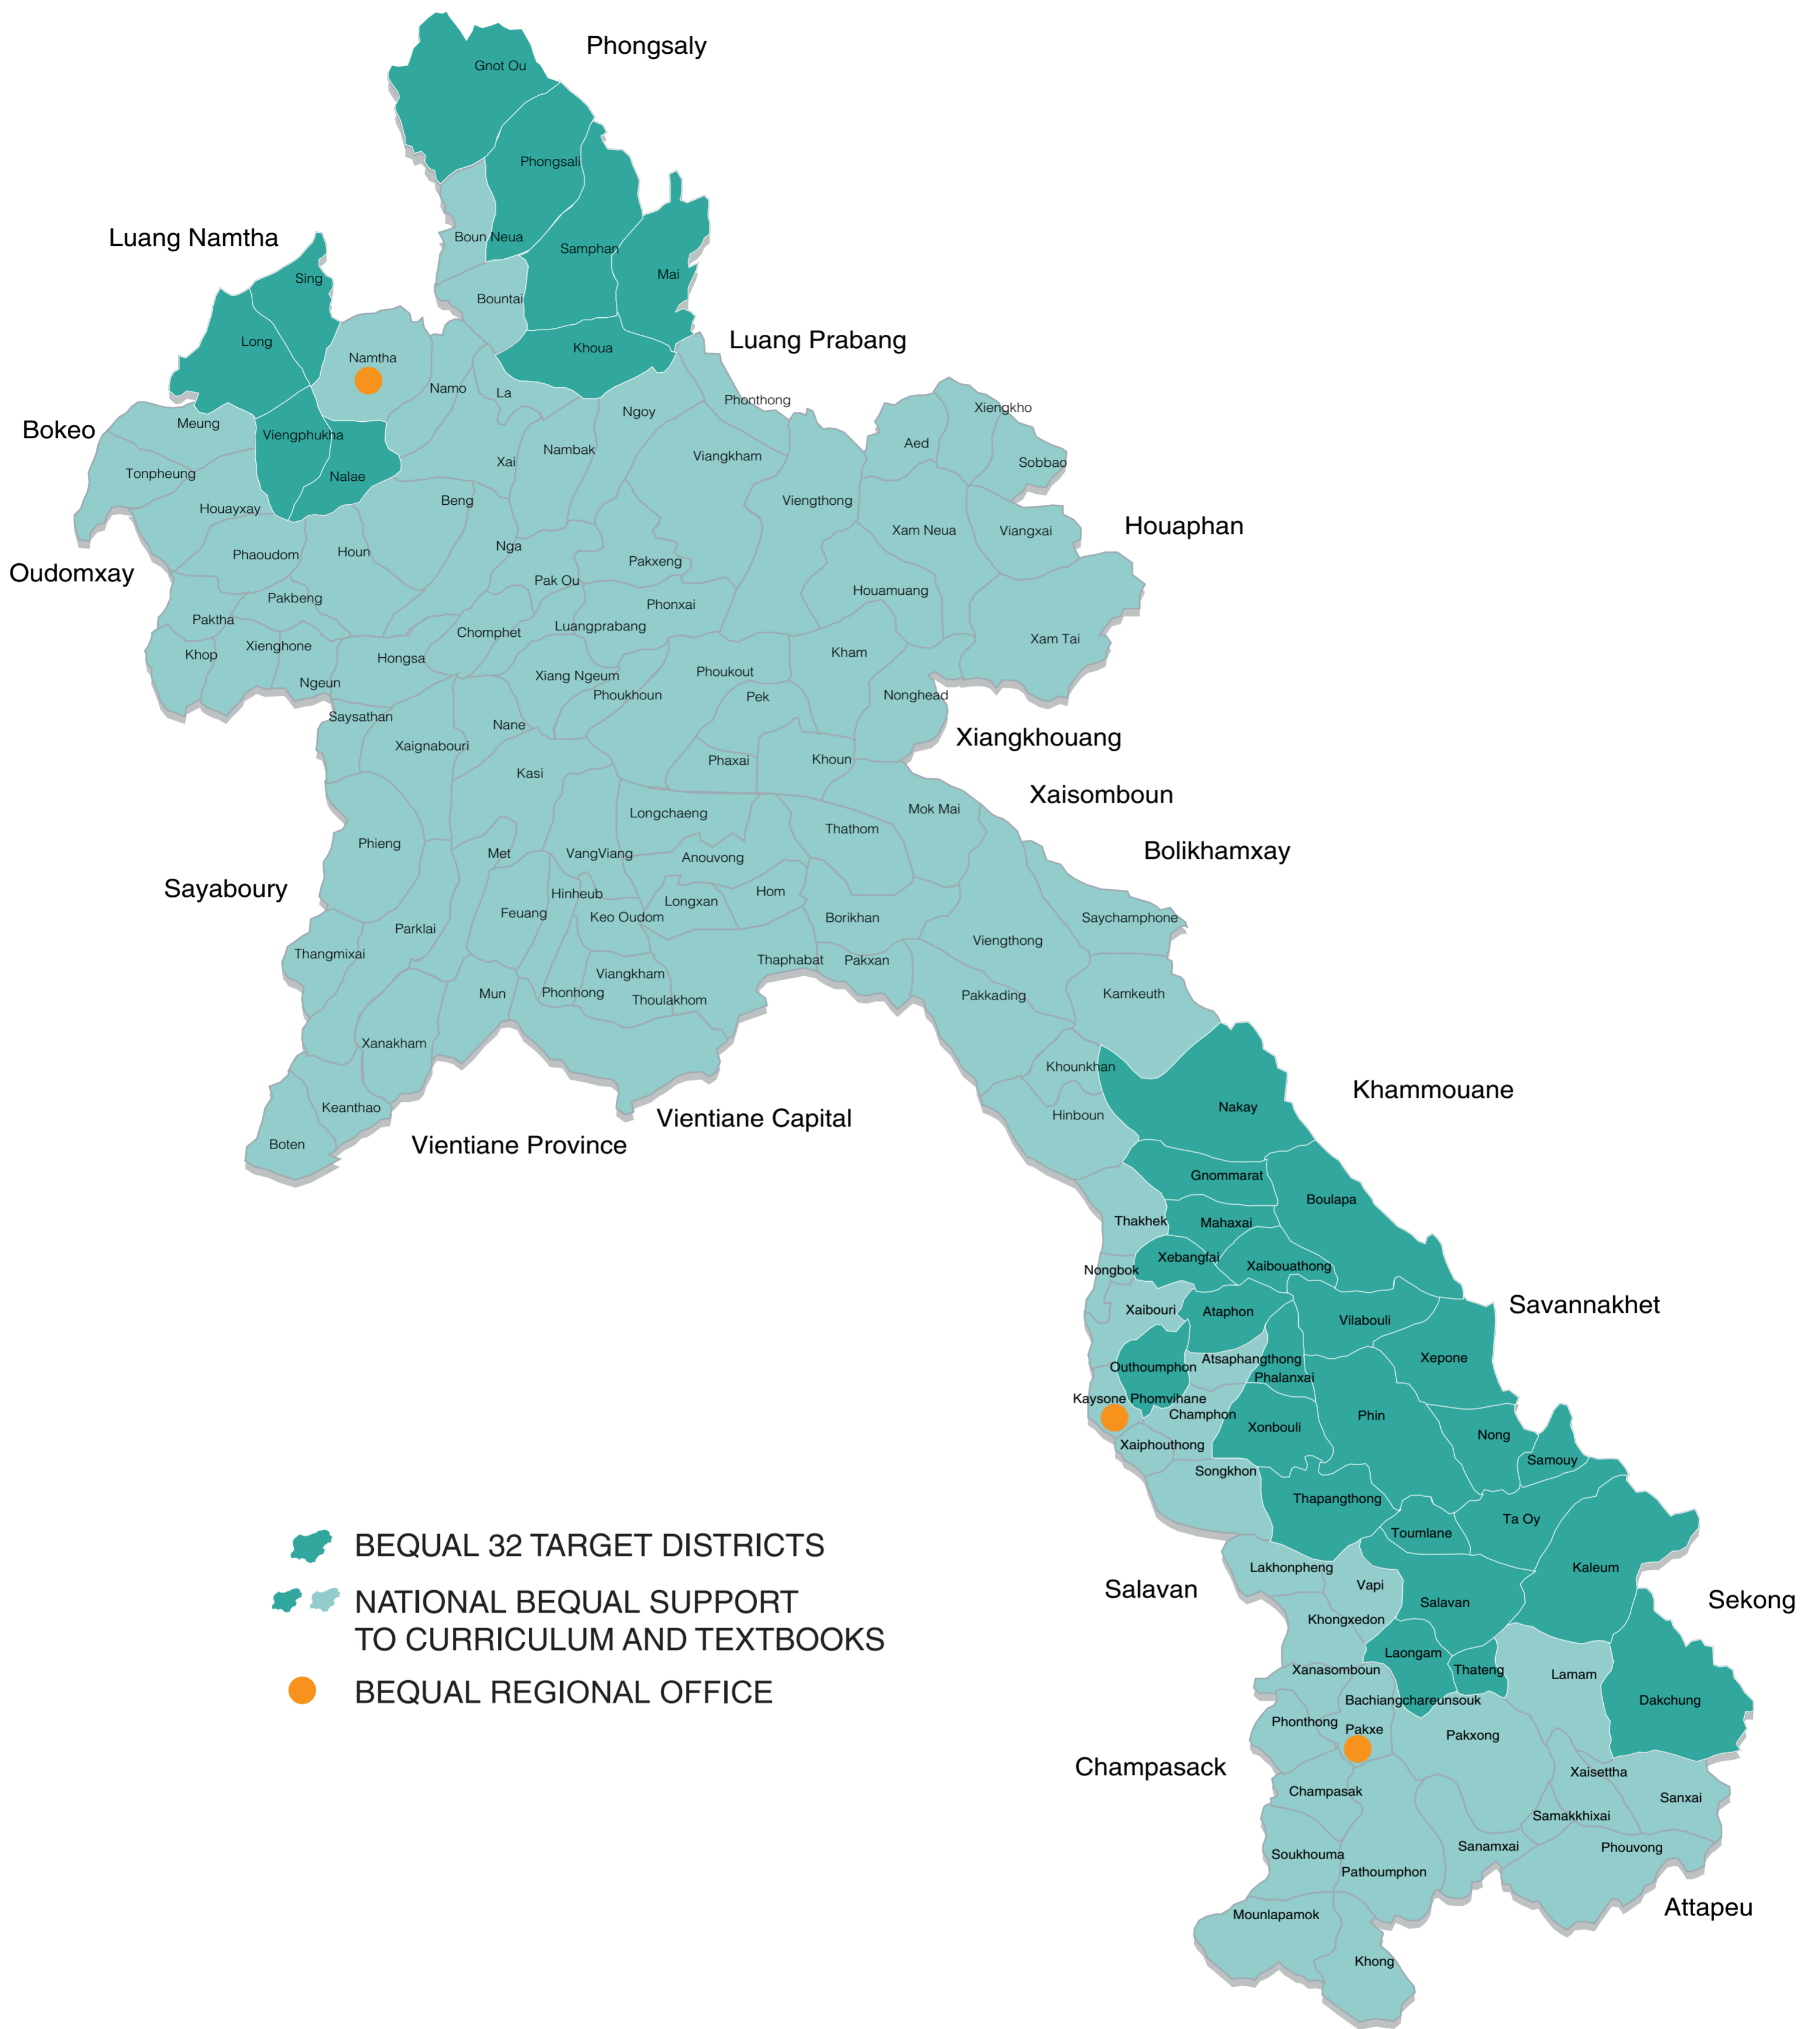 Phongsaly
Gnot Ou
Phongsali
Luang Namtha
Boun Neua
Samphan
Mai
Sing
Bountai
Long
Luang Prabang
Khoua
Namtha
Namo
La
Phonthong
Ngoy
Xiengkho
Bokeo
Meung
Viengphukha
Aed
Nambak
Viangkham
Xai
Sobbao
Tonpheung
Nalae
Beng
Viengthong
Houayxay
Houaphan
Xam Neua
Viangxai
Nga
Houn
Phaoudom
Pakxeng
Oudomxay
Pak Ou
Houamuang
Pakbeng
Phonxai
Paktha
Luangprabang
Chomphet
Xam Tai
Xienghone
Kham
Khop
Hongsa
Phoukout
Xiang Ngeum
Ngeun
Phoukhoun
Pek
Nonghead
Saysathan
Nane
Xiangkhouang
Xaignabouri
Phaxai
Khoun
Kasi
Xaisomboun
Mok Mai
Longchaeng
Thathom
Phieng
Met
VangViang
Anouvong
Bolikhamxay
Sayaboury
Hinheub
Hom
Longxan
Feuang
Keo Oudom
Borikhan
Saychamphone
Parklai
Viengthong
Thangmixai
Thaphabat
Pakxan
Viangkham
Mun
Phonhong
Thoulakhom
Pakkading
Kamkeuth
Xanakham
Khounkhan
Khammouane
Keanthao
Nakay
Hinboun
Vientiane Capital
Boten
Vientiane Province
Gnommarat
Boulapa
Thakhek
Mahaxai
Xebangfai
Xaibouathong
Nongbok
Savannakhet
Xaibouri
Ataphon
Vilabouli
Atsaphangthong
Xepone
Outhoumphon
Phalanxai
Kaysone Phomvihane
Champhon
Phin
Xonbouli
Nong
Xaiphouthong
Samouy
Songkhon
Thapangthong
Ta Oy
Toumlane
BEQUAL 32 TARGET DISTRICTS
Lakhonpheng
Kaleum
Vapi
Salavan
Sekong
NATIONAL BEQUAL SUPPORT
TO CURRICULUM AND TEXTBOOKS
Salavan
Khongxedon
Laongam
Xanasomboun
Thateng
Lamam
BEQUAL REGIONAL OFFICE
Bachiangchareunsouk
Dakchung
Phonthong
Pakxe
Pakxong
Champasack
Xaisettha
Champasak
Sanxai
Samakkhixai
Sanamxai
Phouvong
Soukhouma
Pathoumphon
Attapeu
Mounlapamok
Khong